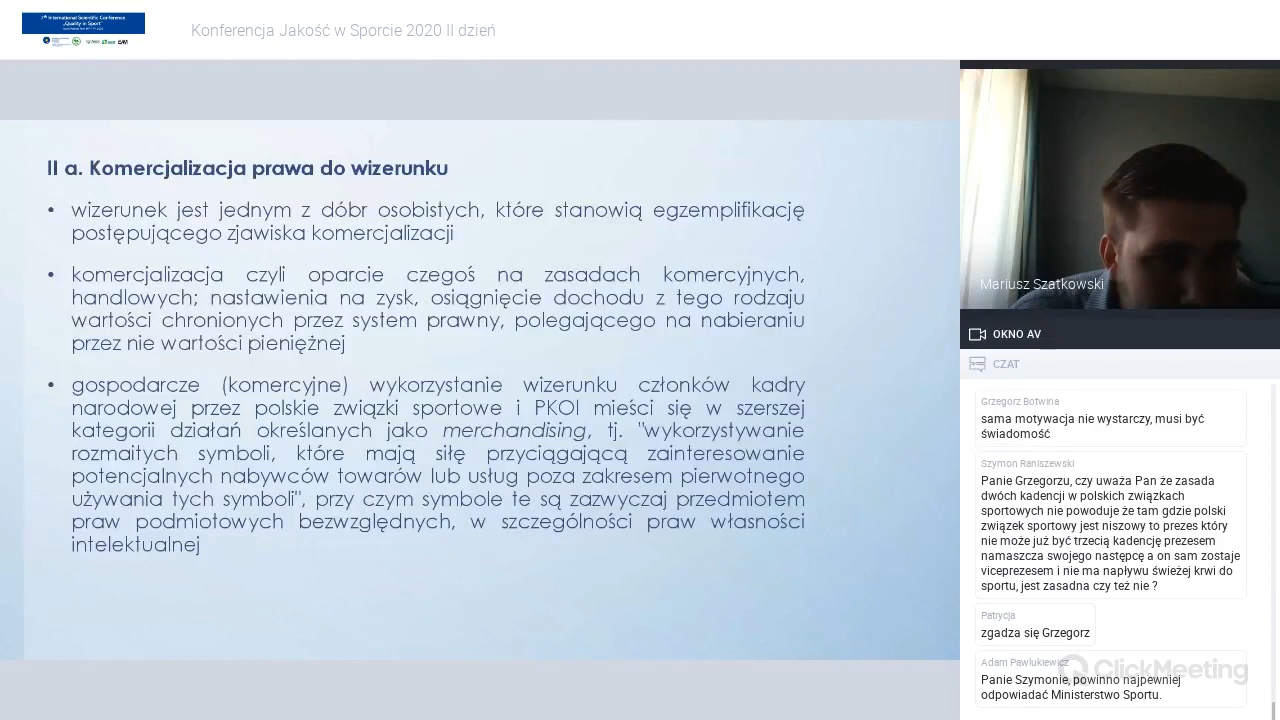 7th International Scientific Conference
„Quality in Sport"
Konferencja Jakość w Sporcie 2020 II dzień
II a. Komercjalizacja prawa do wizerunku
• wizerunek jest jednym z dóbr osobistych, które stanowią egzemplifikację
postępującego zjawiska komercjalizacji
• komercjalizacja czyli oparcie czegoś na zasadach komercyjnych,
handlowych; nastawienia na zysk, osiągnięcie dochodu z tego rodzaju
wartości chronionych przez system prawny, polegającego na nabieraniu
przez nie wartości pieniężnej
• gospodarcze (komercyjne) wykorzystanie wizerunku członków kadry
narodowej przez polskie związki sportowe i PKOl mieści się w szerszej
kategorii działań określanych jako merchandising, tj. "wykorzystywanie
rozmaitych symboli, które mają siłę przyciągającą zainteresowanie
potencjalnych nabywców towarów lub usług poza zakresem pierwotnego
używania tych symboli", przy czym symbole te są zazwyczaj przedmiotem
praw podmiotowych bezwzględnych, w szczególności praw własności
intelektualnej
Mariusz Szatkowski
OKNO AV
CZAT
Grzegorz Botwina
sama motywacja nie wystarczy, musi być
świadomość
Szymon Raniszewski
Panie Grzegorzu, czy uważa Pan że zasada
dwóch kadencji w polskich związkach
sportowych nie powoduje że tam gdzie polski
związek sportowy jest niszowy to prezes który
nie może już być trzecią kadencję prezesem
namaszcza swojego następcę a on sam zostaje
viceprezesem i nie ma napływu świeżej krwi do
sportu, jest zasadna czy też nie ?
Patrycja
zgadza się Grzegorz
Adam Pawlukiewicz
Panie Szymonie, powinno najpewniej
odpowiadać Ministerstwo Sportu.
ClickMeeting